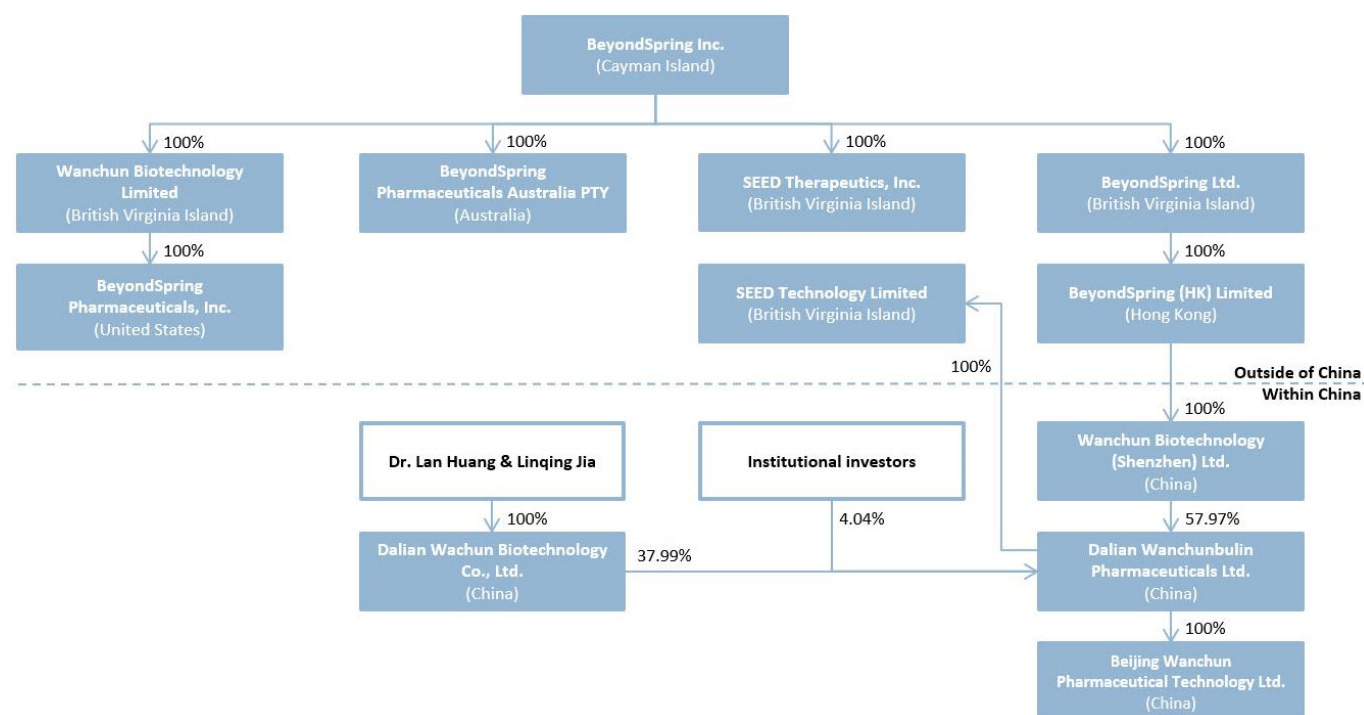 BeyondSpring Inc.
(Cayman Island)
100%
100%
100%
100%
Wanchun Biotechnology
Limited
(British Virginia Island)
BeyondSpring
Pharmaceuticals Australia PTY
(Australia)
SEED Therapeutics, Inc.
(British Virginia Island)
BeyondSpring Ltd.
(British Virginia Island)
100%
100%
BeyondSpring
Pharmaceuticals, Inc.
(United States)
SEED Technology Limited
(British Virginia Island)
BeyondSpring (HK) Limited
(Hong Kong)
100%
Outside of China
Within China
100%
Dr. Lan Huang & Linqing Jia
Institutional investors
Wanchun Biotechnology
(Shenzhen) Ltd.
(China)
100%
4.04%
57.97%
Dalian Wachun Biotechnology
Co., Ltd.
(China)
37.99%
Dalian Wanchunbulin
Pharmaceuticals Ltd.
(China)
100%
Beijing Wanchun
Pharmaceutical Technology Ltd.
(China)